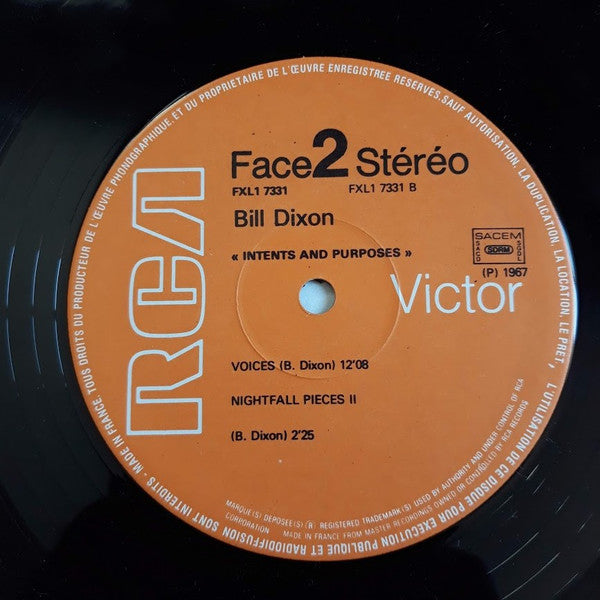 TOUS DROITS DU PRODUCTEUR DE L'ŒUVRE PHONOGRAPHIQUE ET DU PROPRIETAIRE DE L'ŒUVRE ENREGISTREE RESERVES. SAUF AUTORISATION, LA DUPLICATION, LA LOCATION, LE PRET, L'UTILISATION DE CE DISQUE POUR EXECUTION PUBLIQUE ET RADIODIFFUSION SONT INTERDITS - MADE IN FRANCE.
RCA
Face 2 Stéréo
FXL1 7331 FXL1 7331 B
Bill Dixon
« INTENTS AND PURPOSES »
SACEM
SACD SDRM SGDL
(P) 1967
Victor
VOICES (B. Dixon) 12'08
NIGHTFALL PIECES II
(B. Dixon) 2'25
MARQUE(S) DEPOSEE(S) (R) REGISTERED TRADEMARK(S) USED BY AUTHORITY AND UNDER CONTROL OF RCA
CORPORATION MADE IN FRANCE FROM MASTER RECORDINGS OWNED OR CONTROLLED BY RCA RECORDS